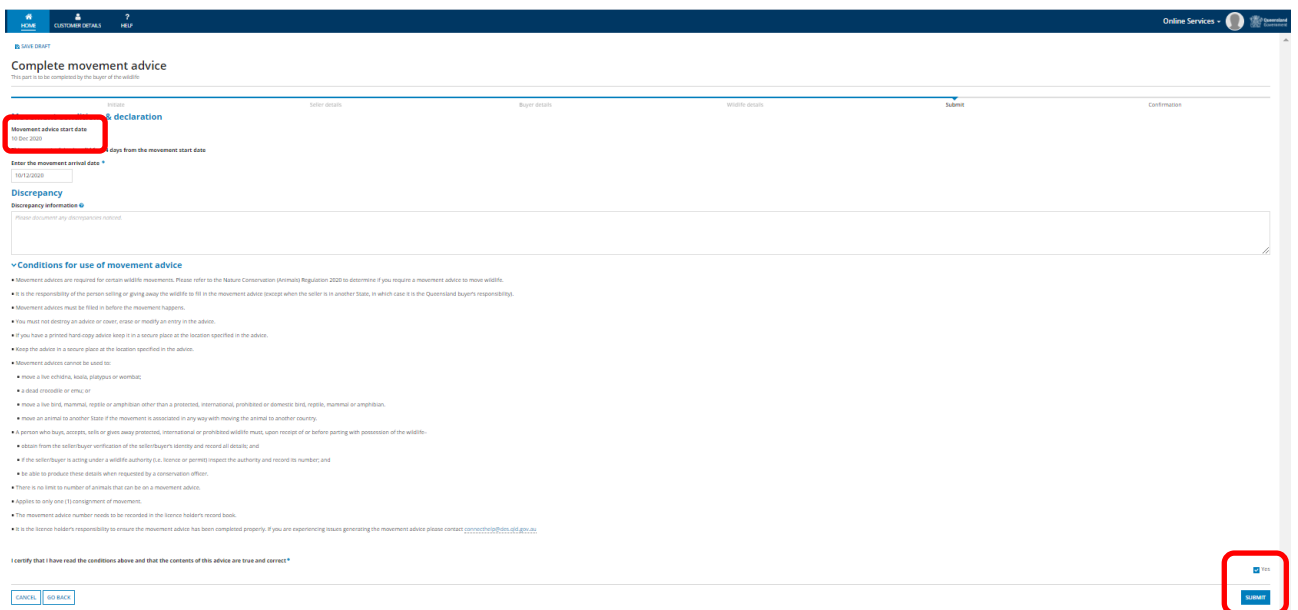 HOME CUSTOMER DETAILS ? HELP Online Services Queensland Government
SAVE DRAFT
Complete movement advice
This part is to be completed by the buyer of the wildlife.
Initiate Seller details Buyer details Wildlife details Submit Confirmation
& declaration
Movement advice start date
10 Dec 2020
days from the movement start date
Enter the movement arrival date *
10/12/2020
Discrepancy
Discrepancy information
Please document any discrepancies noticed
Conditions for use of movement advice
• Movement advices are required for certain wildlife movements. Please refer to the Nature Conservation (Animals) Regulation 2020 to determine if you require a movement advice to move wildlife.
• It is the responsibility of the person selling or giving away the wildlife to fill in the movement advice (except when the seller is in another State, in which case it is the Queensland buyer's responsibility).
• Movement advices must be filled in before the movement happens.
• You must not destroy an advice or cover, erase or modify an entry in the advice.
• If you have a printed hard-copy advice keep it in a secure place at the location specified in the advice.
• Keep the advice in a secure place at the location specified in the advice.
• Movement advices cannot be used to:
• move a live echidna, koala, platypus or wombat;
• a dead crocodile or emu; or
• move a live bird, mammal, reptile or amphibian other than a protected, international, prohibited or domestic bird, reptile, mammal or amphibian.
• move an animal to another State if the movement is associated in any way with moving the animal to another country.
• A person who buys, accepts, sells or gives away protected, international or prohibited wildlife must, upon receipt of or before parting with possession of the wildlife-
• obtain from the seller/buyer verification of the seller/buyer's identity and record all details; and
• if the seller/buyer is acting under a wildlife authority (i.e. licence or permit) inspect the authority and record its number; and
• be able to produce these details when requested by a conservation officer.
• There is no limit to number of animals that can be on a movement advice.
• Applies to only one (1) consignment of movement.
• The movement advice number needs to be recorded in the licence holder's record book.
• It is the licence holder's responsibility to ensure the movement advice has been completed properly. If you are experiencing issues generating the movement advice please contact connecthelp@des.qld.gov.au
I certify that I have read the conditions above and that the contents of this advice are true and correct *
Yes
CANCEL GO BACK SUBMIT